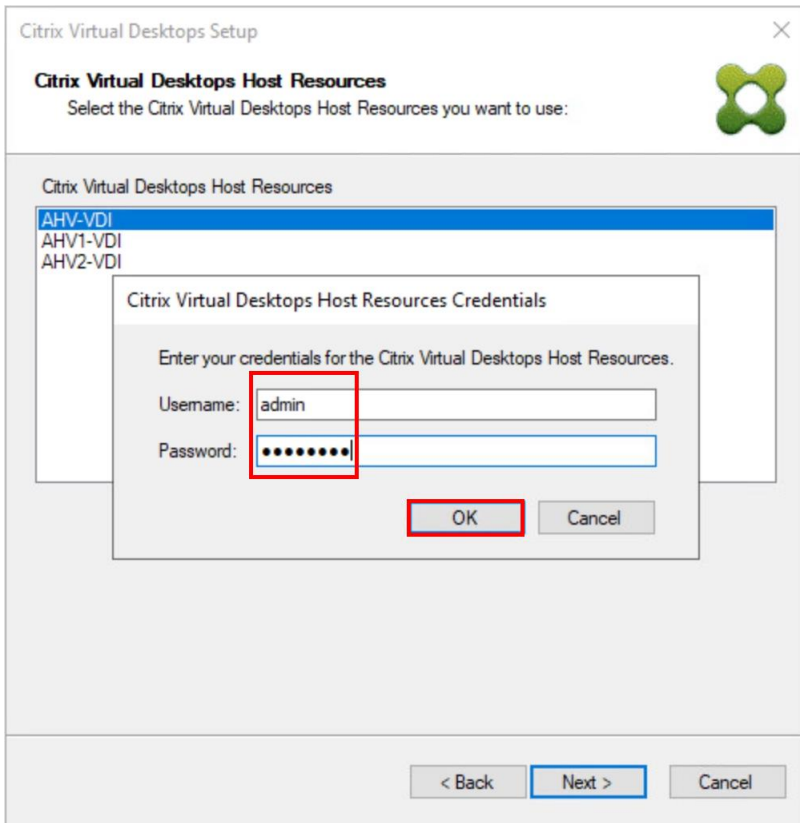 Citrix Virtual Desktops Setup
Citrix Virtual Desktops Host Resources
Select the Citrix Virtual Desktops Host Resources you want to use:
Citrix Virtual Desktops Host Resources
AHV-VDI
AHV1-VDI
AHV2-VDI
Citrix Virtual Desktops Host Resources Credentials
Enter your credentials for the Citrix Virtual Desktops Host Resources.
Username: admin
Password: ●●●●●●●●
OK Cancel
< Back Next > Cancel